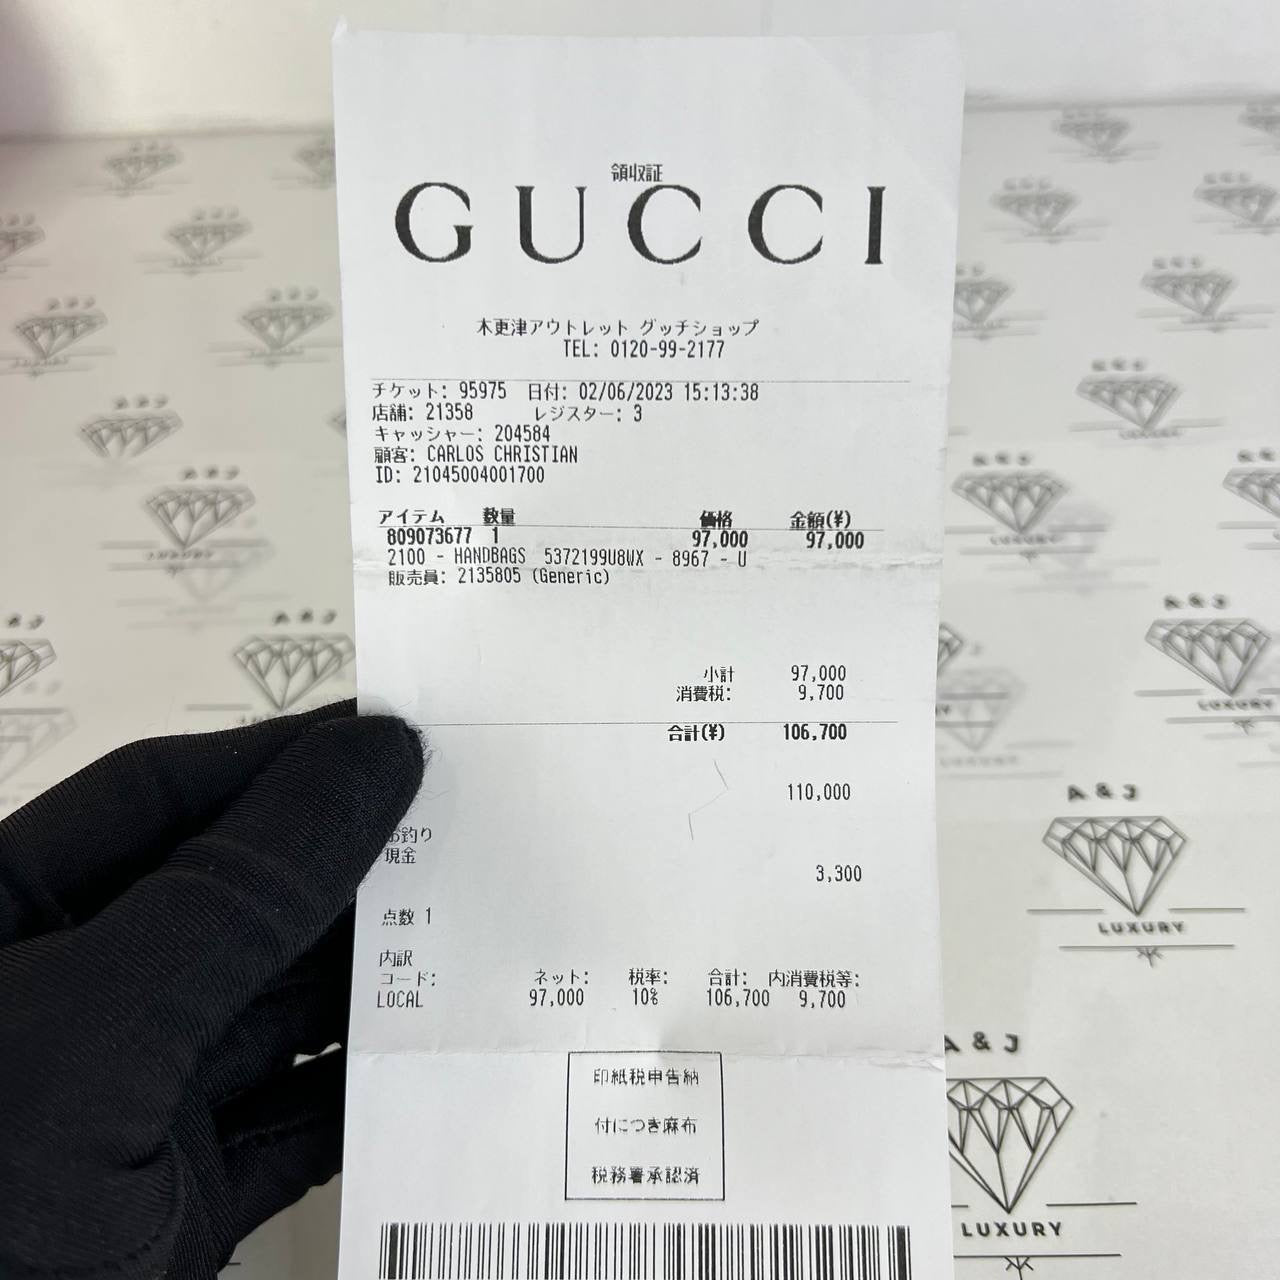 領収証
GUCCI
木更津アウトレット グッチショップ
TEL: 0120-99-2177
チケット: 95975 日付: 02/06/2023 15:13:38
店舗: 21358 レジスター: 3
キャッシャー: 204584
顧客: CARLOS CHRISTIAN
ID: 21045004001700
アイテム 数量 価格 金額(¥)
809073677 1 97,000 97,000
2100 - HANDBAGS 5372199U8WX - 8967 - U
販売員: 2135805 (Generic)
小計 97,000
消費税: 9,700
合計(¥) 106,700
110,000
お釣り
現金
3,300
点数 1
内訳
コード: ネット: 税率: 合計: 内消費税等:
LOCAL 97,000 10% 106,700 9,700
印紙税申告納
付につき麻布
税務署承認済
A & J
LUXURY
A & J
LUXURY